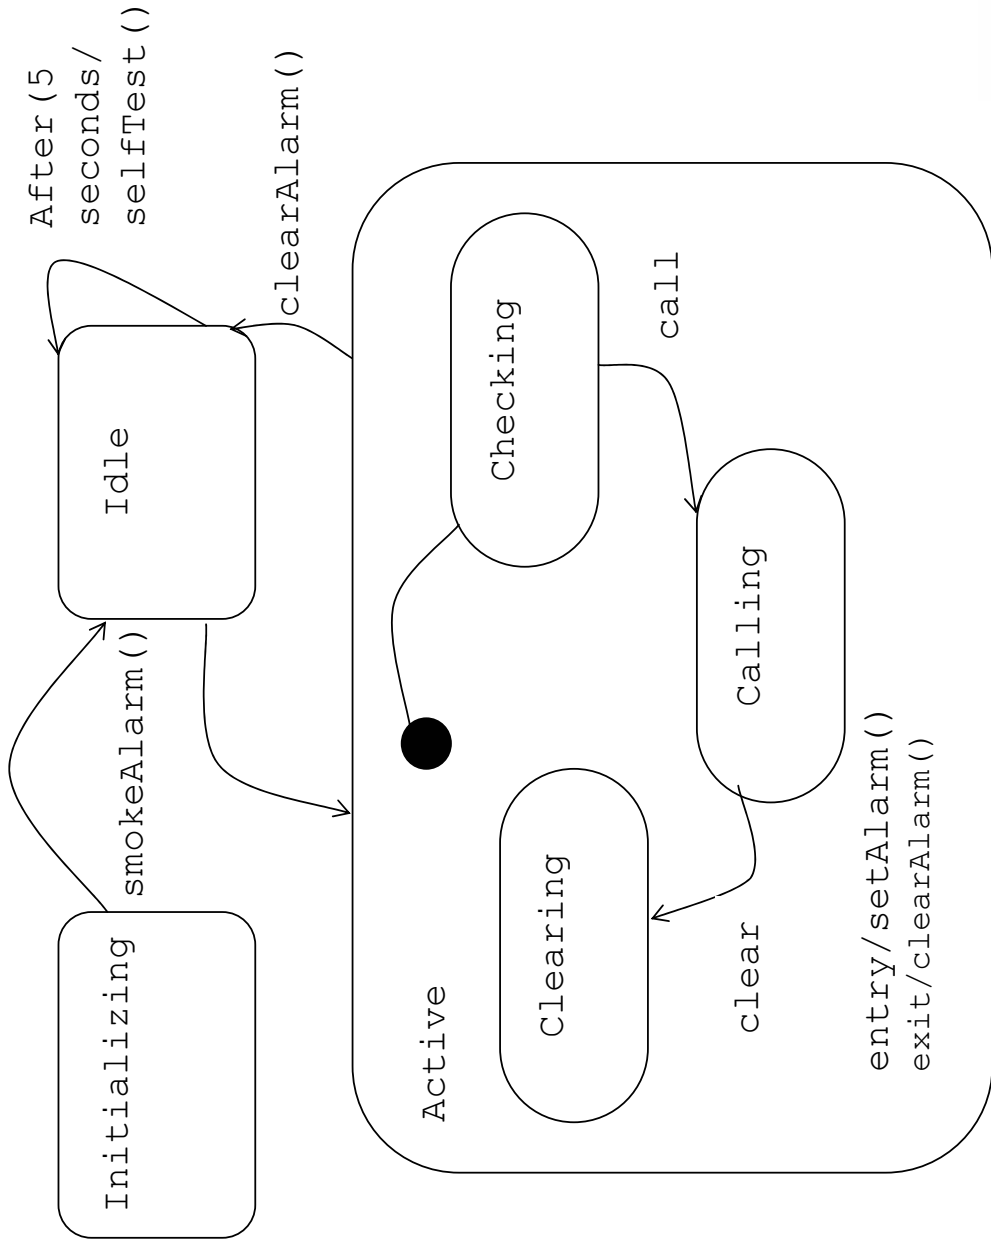 Initializing
smokeAlarm()
Idle
After(5
seconds/
selfTest()
clearAlarm()
Active
Clearing
Checking
call
Calling
clear
entry/setAlarm()
exit/clearAlarm()